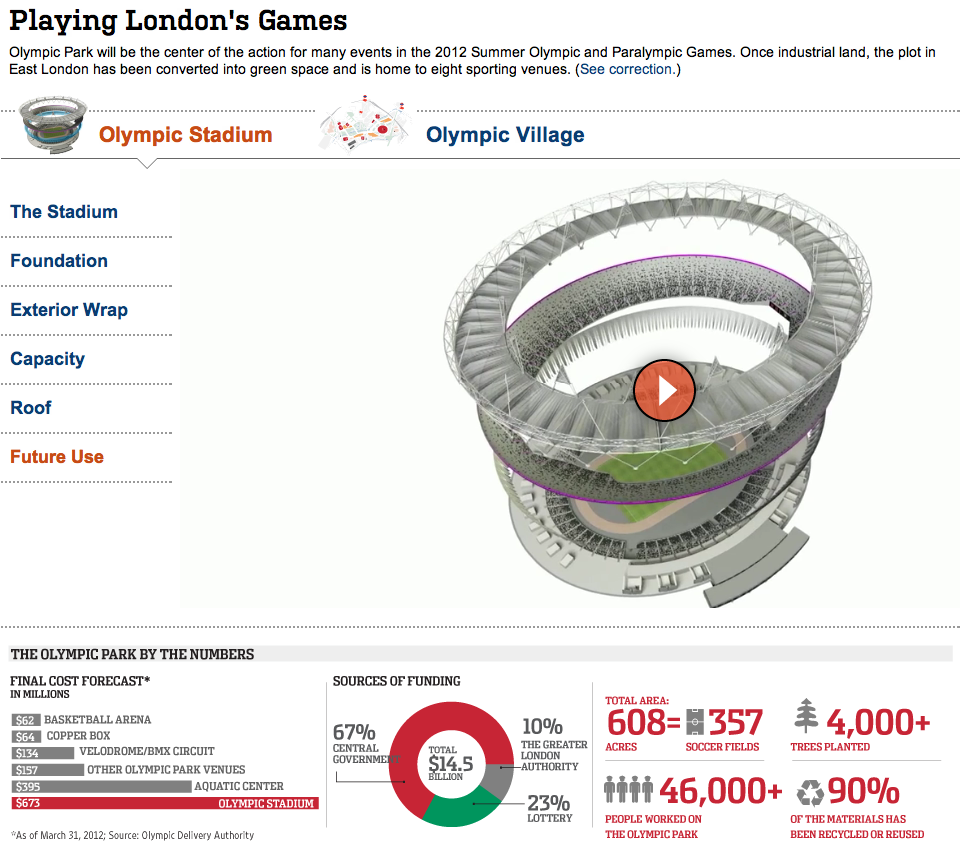 Playing London's Games
Olympic Park will be the center of the action for many events in the 2012 Summer Olympic and Paralympic Games. Once industrial land, the plot in
East London has been converted into green space and is home to eight sporting venues. (See correction.)
Olympic Stadium
Olympic Village
The Stadium
Foundation
Exterior Wrap
Capacity
Roof
Future Use
THE OLYMPIC PARK BY THE NUMBERS
FINAL COST FORECAST*
IN MILLIONS
$62 BASKETBALL ARENA
$64 COPPER BOX
$134 VELODROME/BMX CIRCUIT
$157 OTHER OLYMPIC PARK VENUES
$395 AQUATIC CENTER
$673 OLYMPIC STADIUM
*As of March 31, 2012; Source: Olympic Delivery Authority
SOURCES OF FUNDING
67%
CENTRAL
GOVERNMENT
TOTAL
$14.5
BILLION
10%
THE GREATER
LONDON
AUTHORITY
23%
LOTTERY
TOTAL AREA:
608= 357
ACRES SOCCER FIELDS
4,000+
TREES PLANTED
46,000+
PEOPLE WORKED ON
THE OLYMPIC PARK
90%
OF THE MATERIALS HAS
BEEN RECYCLED OR REUSED